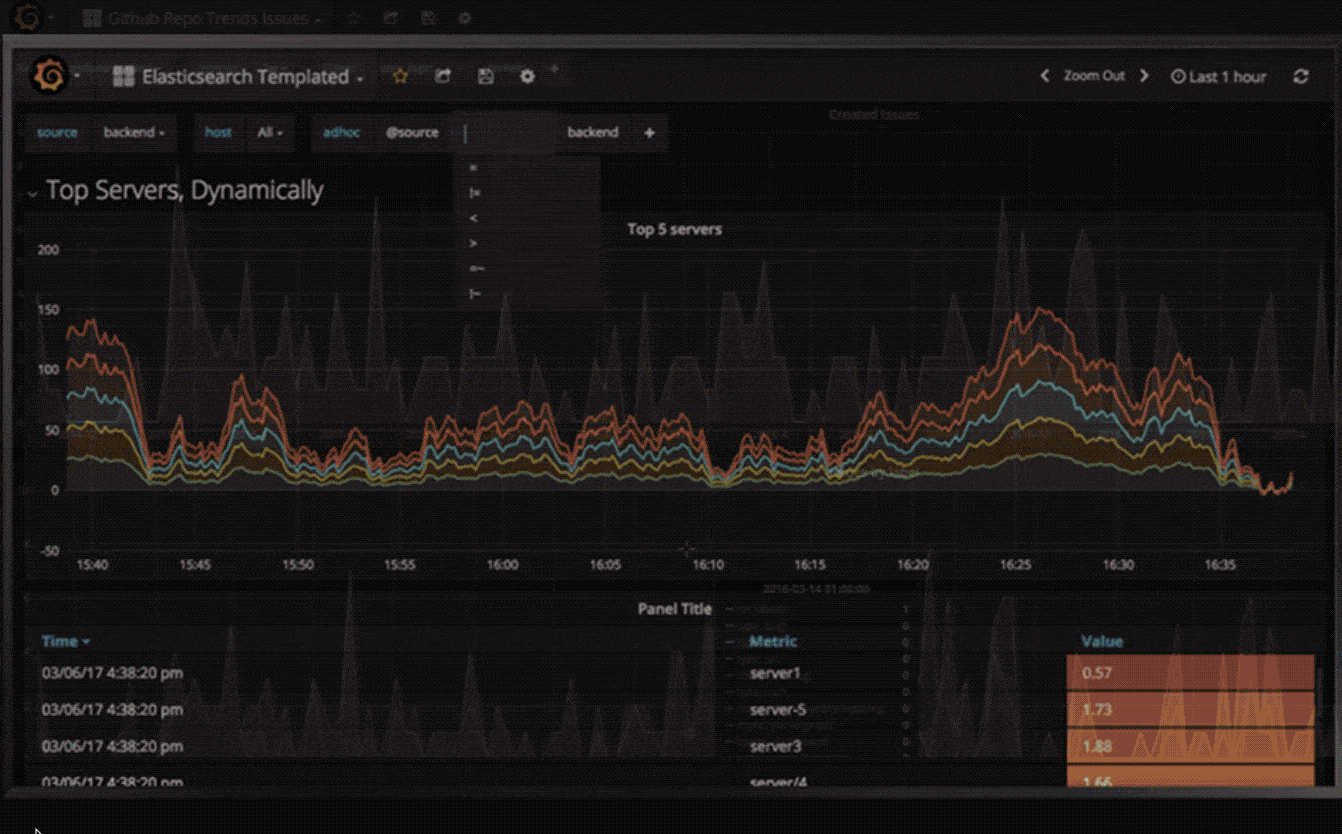 Github Repo Trends Issues
Elasticsearch Templated
Zoom Out
Last 1 hour
Created Issues
source backend host All adhoc @source backend +
=
!=
<
>
=~
!~
Top Servers, Dynamically
Top 5 servers
200
150
100
50
0
-50
15:40 15:45 15:50 15:55 16:00 16:05 16:10 16:15 16:20 16:25 16:30 16:35
2016-03-14 01:00:00
Panel Title
Time Metric Value
03/06/17 4:38:20 pm server1 0.57
03/06/17 4:38:20 pm server-5 1.73
03/06/17 4:38:20 pm server3 1.88
03/06/17 4:38:20 pm server/4 1.66